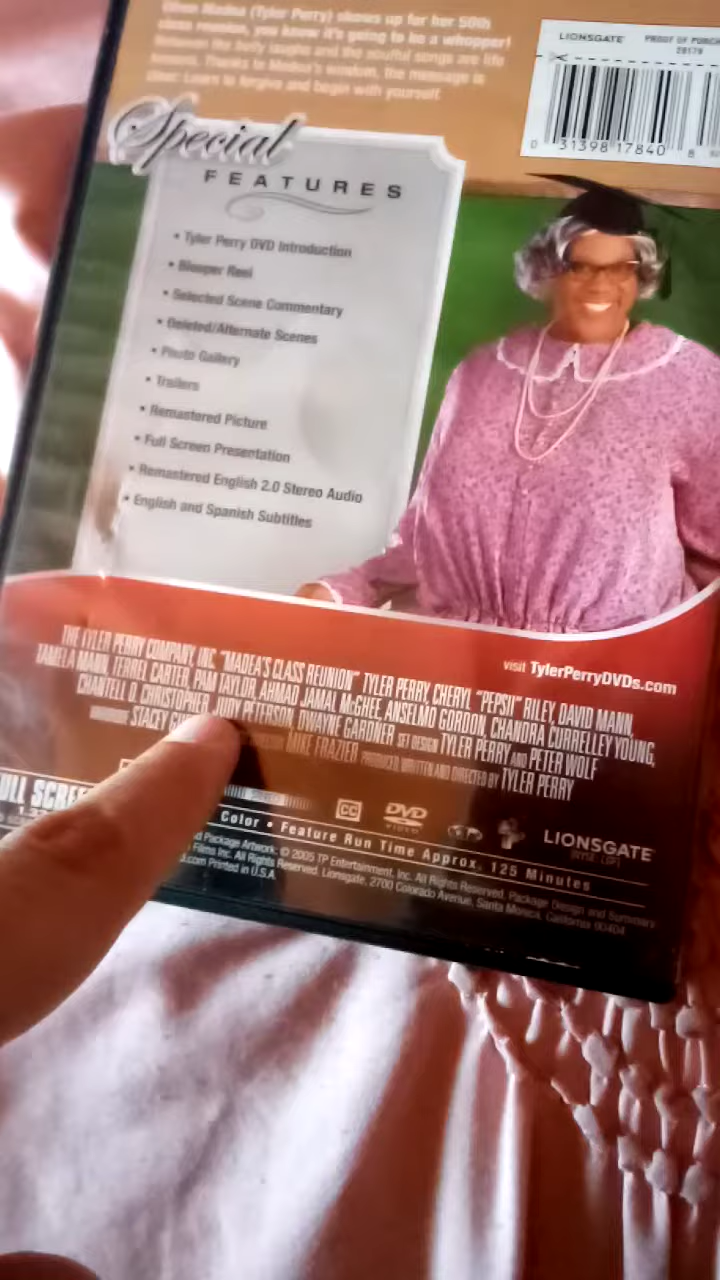 When Madea (Tyler Perry) shows up for her 50th
class reunion, you know it's going to be a whopper!
Between the belly laughs and the soulful songs are life
lessons. Thanks to Madea's wisdom, the message is
clear: Learn to forgive and begin with yourself.
LIONSGATE PROOF OF PURCH
20179
0 31398 17840 8
Special
FEATURES
• Tyler Perry DVD Introduction
• Blooper Reel
• Selected Scene Commentary
• Deleted/Alternate Scenes
• Photo Gallery
• Trailers
• Remastered Picture
• Full Screen Presentation
• Remastered English 2.0 Stereo Audio
• English and Spanish Subtitles
visit TylerPerryDVDs.com
THE TYLER PERRY COMPANY, INC. "MADEA'S CLASS REUNION" TYLER PERRY, CHERYL "PEPSII" RILEY, DAVID MANN,
TAMELA MANN, TERREL CARTER, PAM TAYLOR, AHMAD JAMAL McGHEE, ANSELMO GORDON, CHANDRA CURRELLEY YOUNG,
CHANTELL D. CHRISTOPHER, JUDY PETERSON, DWAYNE GARDNER SET DESIGN TYLER PERRY AND PETER WOLF
STACEY MIKE FRAZIER PRODUCED, WRITTEN AND DIRECTED BY TYLER PERRY
ULL SCREE
CC DVD VIDEO LIONSGATE
Color • Feature Run Time Approx. 125 Minutes
d Package Artwork: © 2005 TP Entertainment, Inc. All Rights Reserved. Package Design and Summary
Films Inc. All Rights Reserved. Lionsgate, 2700 Colorado Avenue, Santa Monica, California 90404
.com Printed in U.S.A.